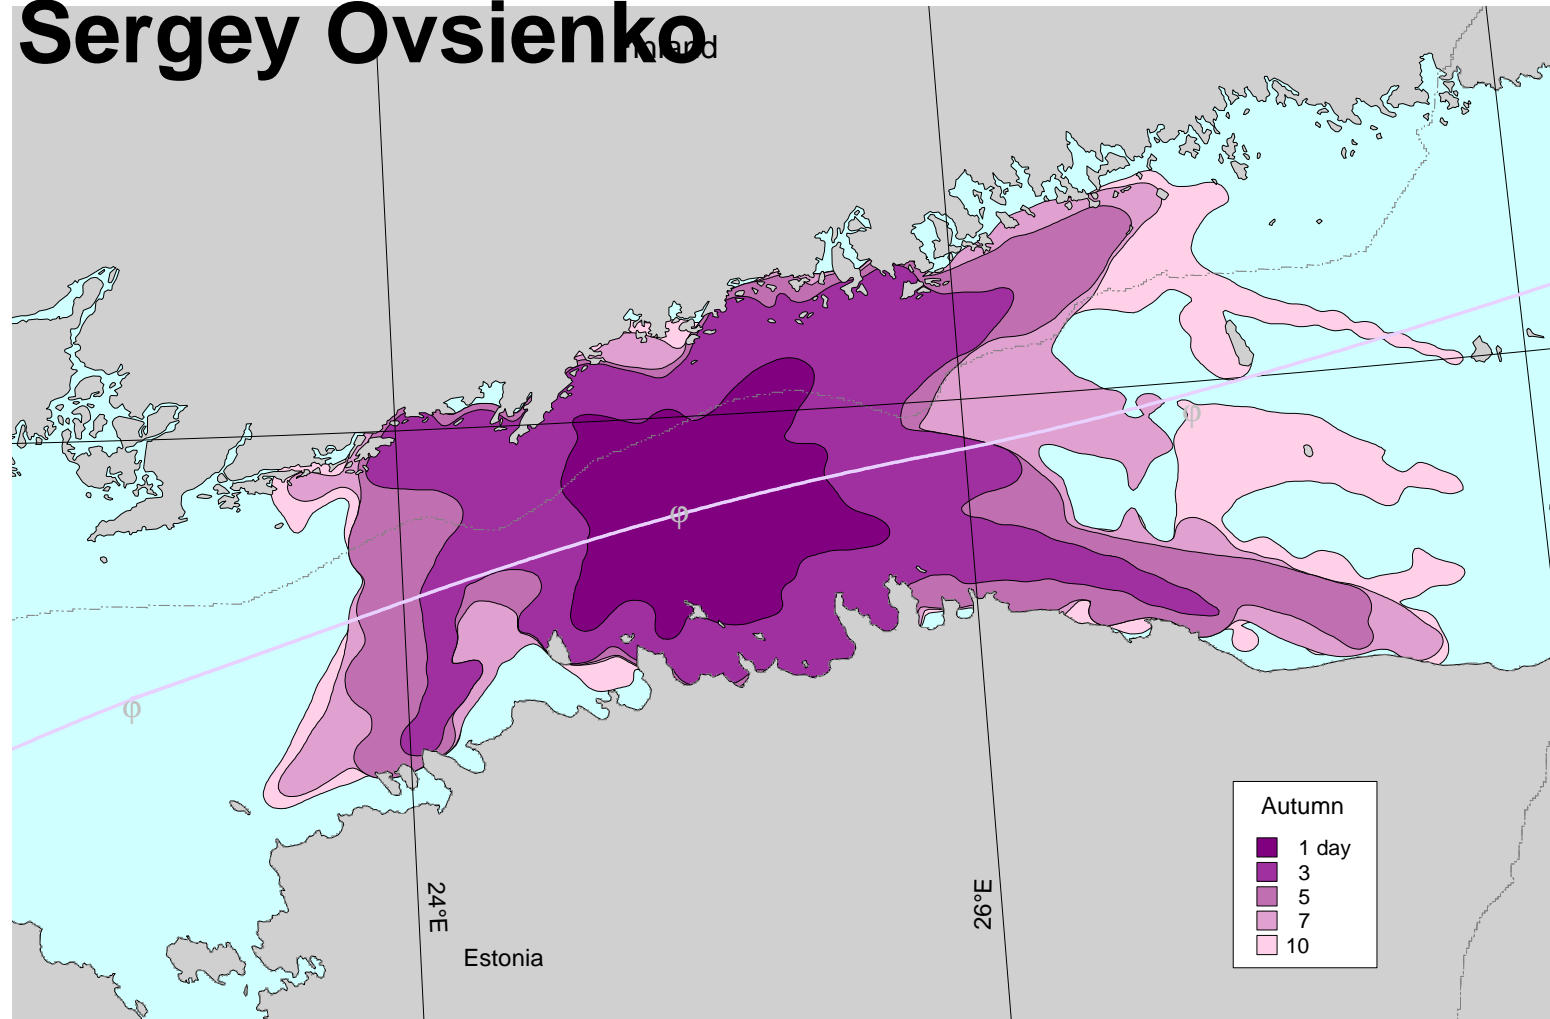 Sergey Ovsienko
φ
φ
φ
24°E
26°E
Estonia
Autumn
1 day
3
5
7
10